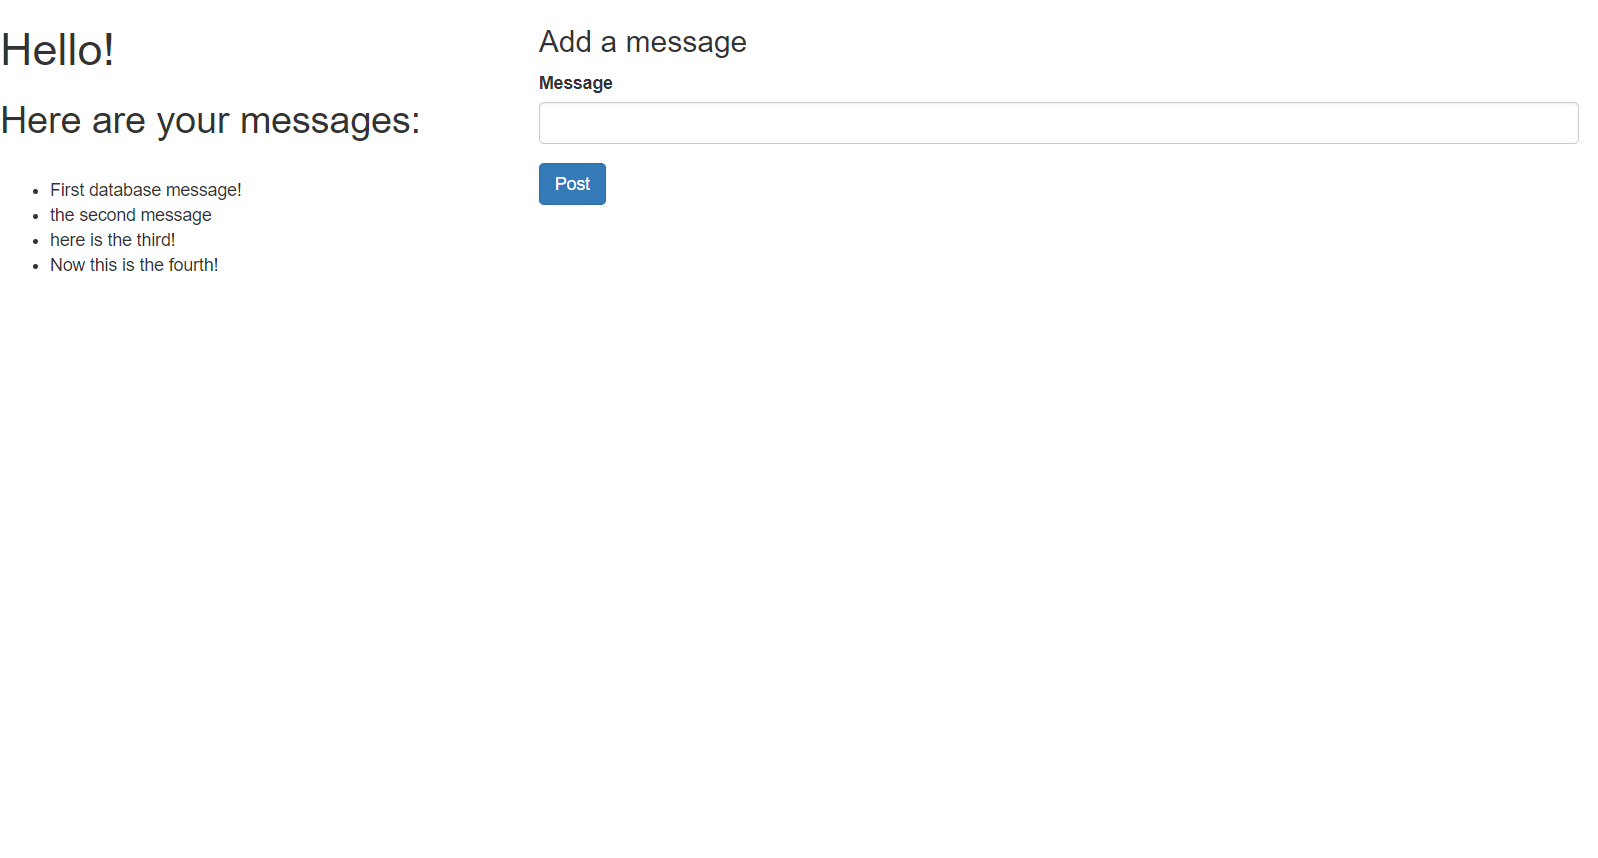 Hello!
Here are your messages:
First database message!
the second message
here is the third!
Now this is the fourth!
Add a message
Message
Post